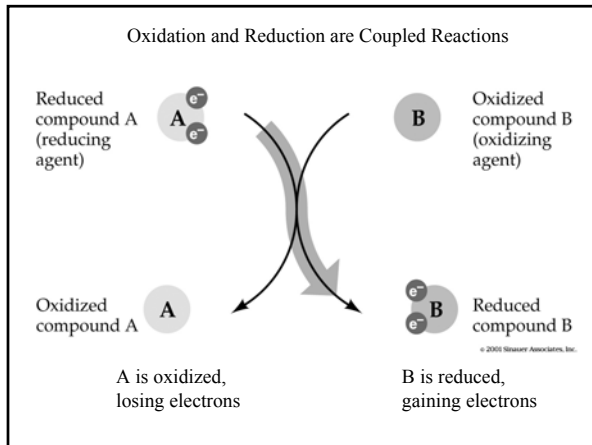 Oxidation and Reduction are Coupled Reactions
Reduced
compound A
(reducing
agent)
e⁻
A
e⁻
B
Oxidized
compound B
(oxidizing
agent)
Oxidized
compound A
A
e⁻
B
e⁻
Reduced
compound B
© 2001 Sinauer Associates, Inc.
A is oxidized,
losing electrons
B is reduced,
gaining electrons